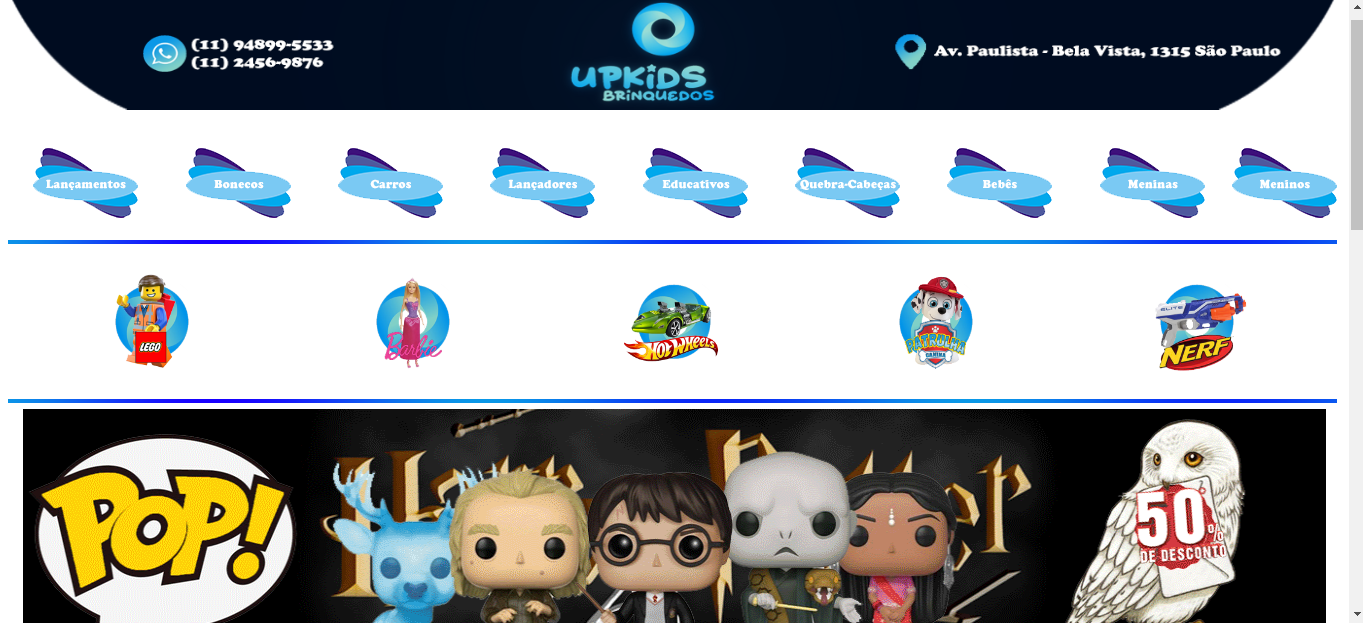 (11) 94899-5533
(11) 2456-9876
UPKiDS
BRiNQUEDOS
Av. Paulista - Bela Vista, 1315 São Paulo
Lançamentos
Bonecos
Carros
Lançadores
Educativos
Quebra-Cabeças
Bebês
Meninas
Meninos
LEGO
Barbie
HOT WHEELS
PATRULHA
CANINA
ELITE
NERF
POP!
Harry Potter
50%
DE DESCONTO